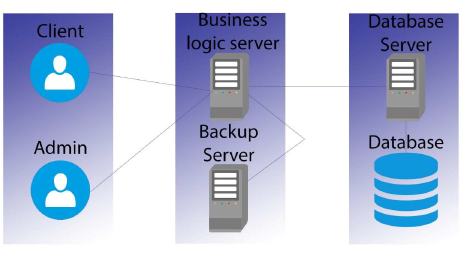 Client
Admin
Business
logic server
Backup
Server
Database
Server
Database